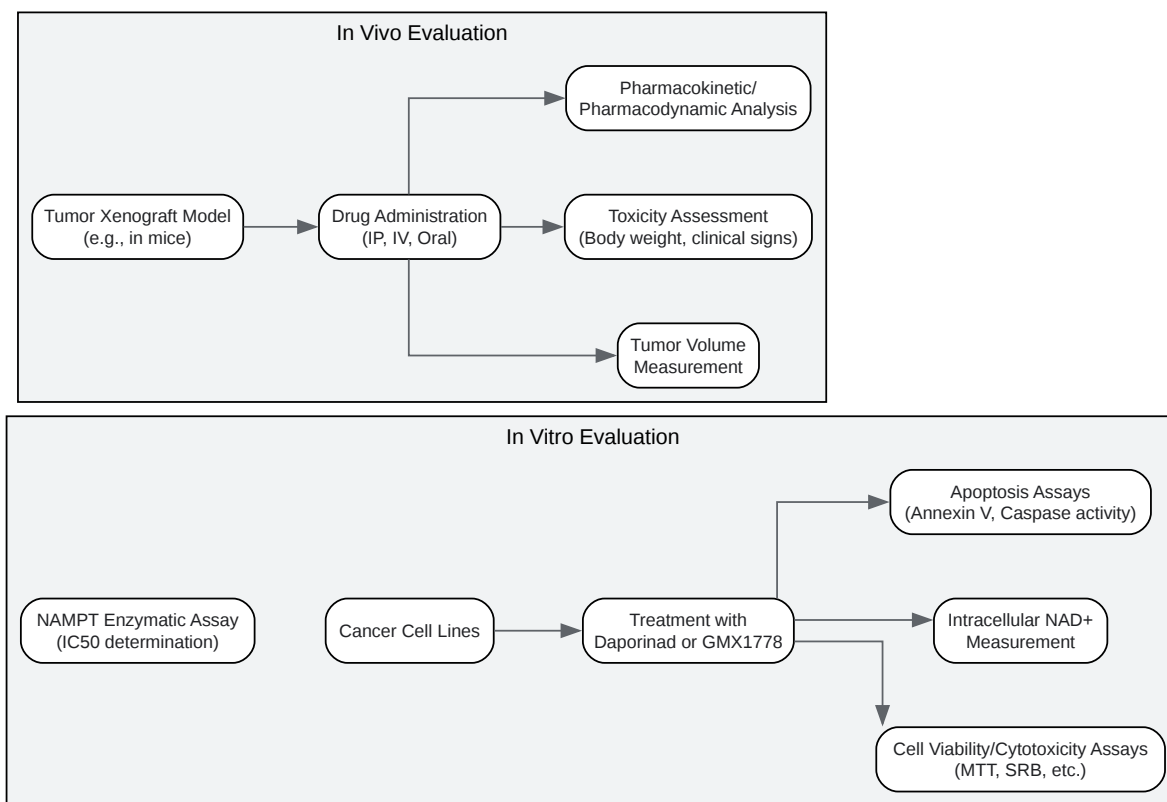 In Vivo Evaluation
Pharmacokinetic/
Pharmacodynamic Analysis
Tumor Xenograft Model
(e.g., in mice)
Drug Administration
(IP, IV, Oral)
Toxicity Assessment
(Body weight, clinical signs)
Tumor Volume
Measurement
In Vitro Evaluation
Apoptosis Assays
(Annexin V, Caspase activity)
NAMPT Enzymatic Assay
(IC50 determination)
Cancer Cell Lines
Treatment with
Daporinad or GMX1778
Intracellular NAD+
Measurement
Cell Viability/Cytotoxicity Assays
(MTT, SRB, etc.)